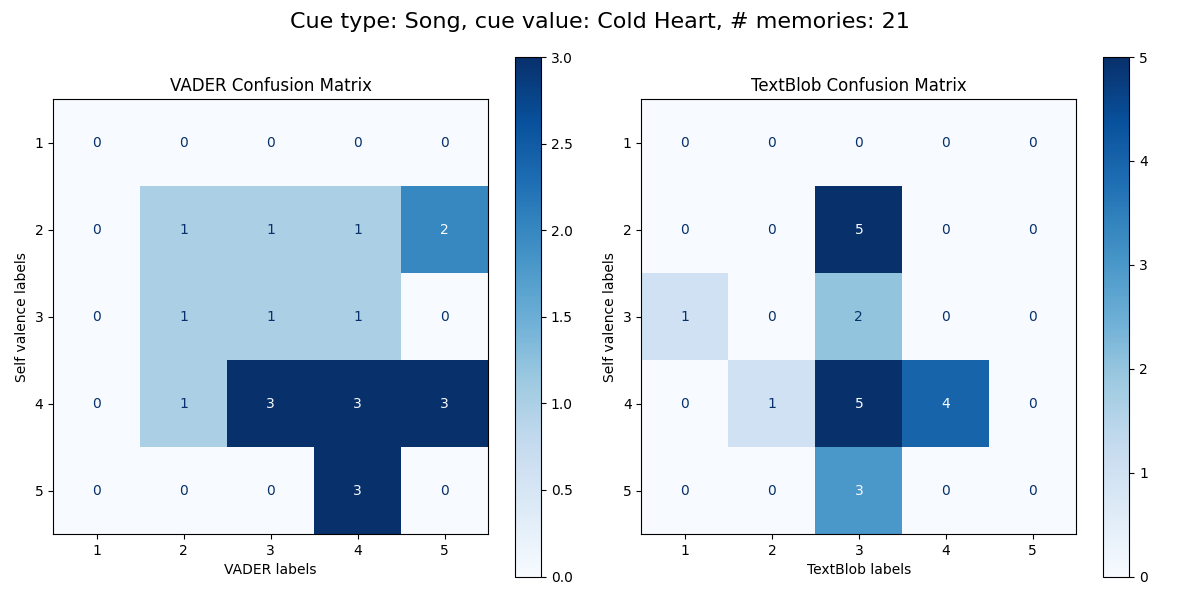 Cue type: Song, cue value: Cold Heart, # memories: 21
VADER Confusion Matrix
Self valence labels
1 0 0 0 0 0
2 0 1 1 1 2
3 0 1 1 1 0
4 0 1 3 3 3
5 0 0 0 3 0
1 2 3 4 5
VADER labels
3.0
2.5
2.0
1.5
1.0
0.5
0.0
TextBlob Confusion Matrix
Self valence labels
1 0 0 0 0 0
2 0 0 5 0 0
3 1 0 2 0 0
4 0 1 5 4 0
5 0 0 3 0 0
1 2 3 4 5
TextBlob labels
5
4
3
2
1
0